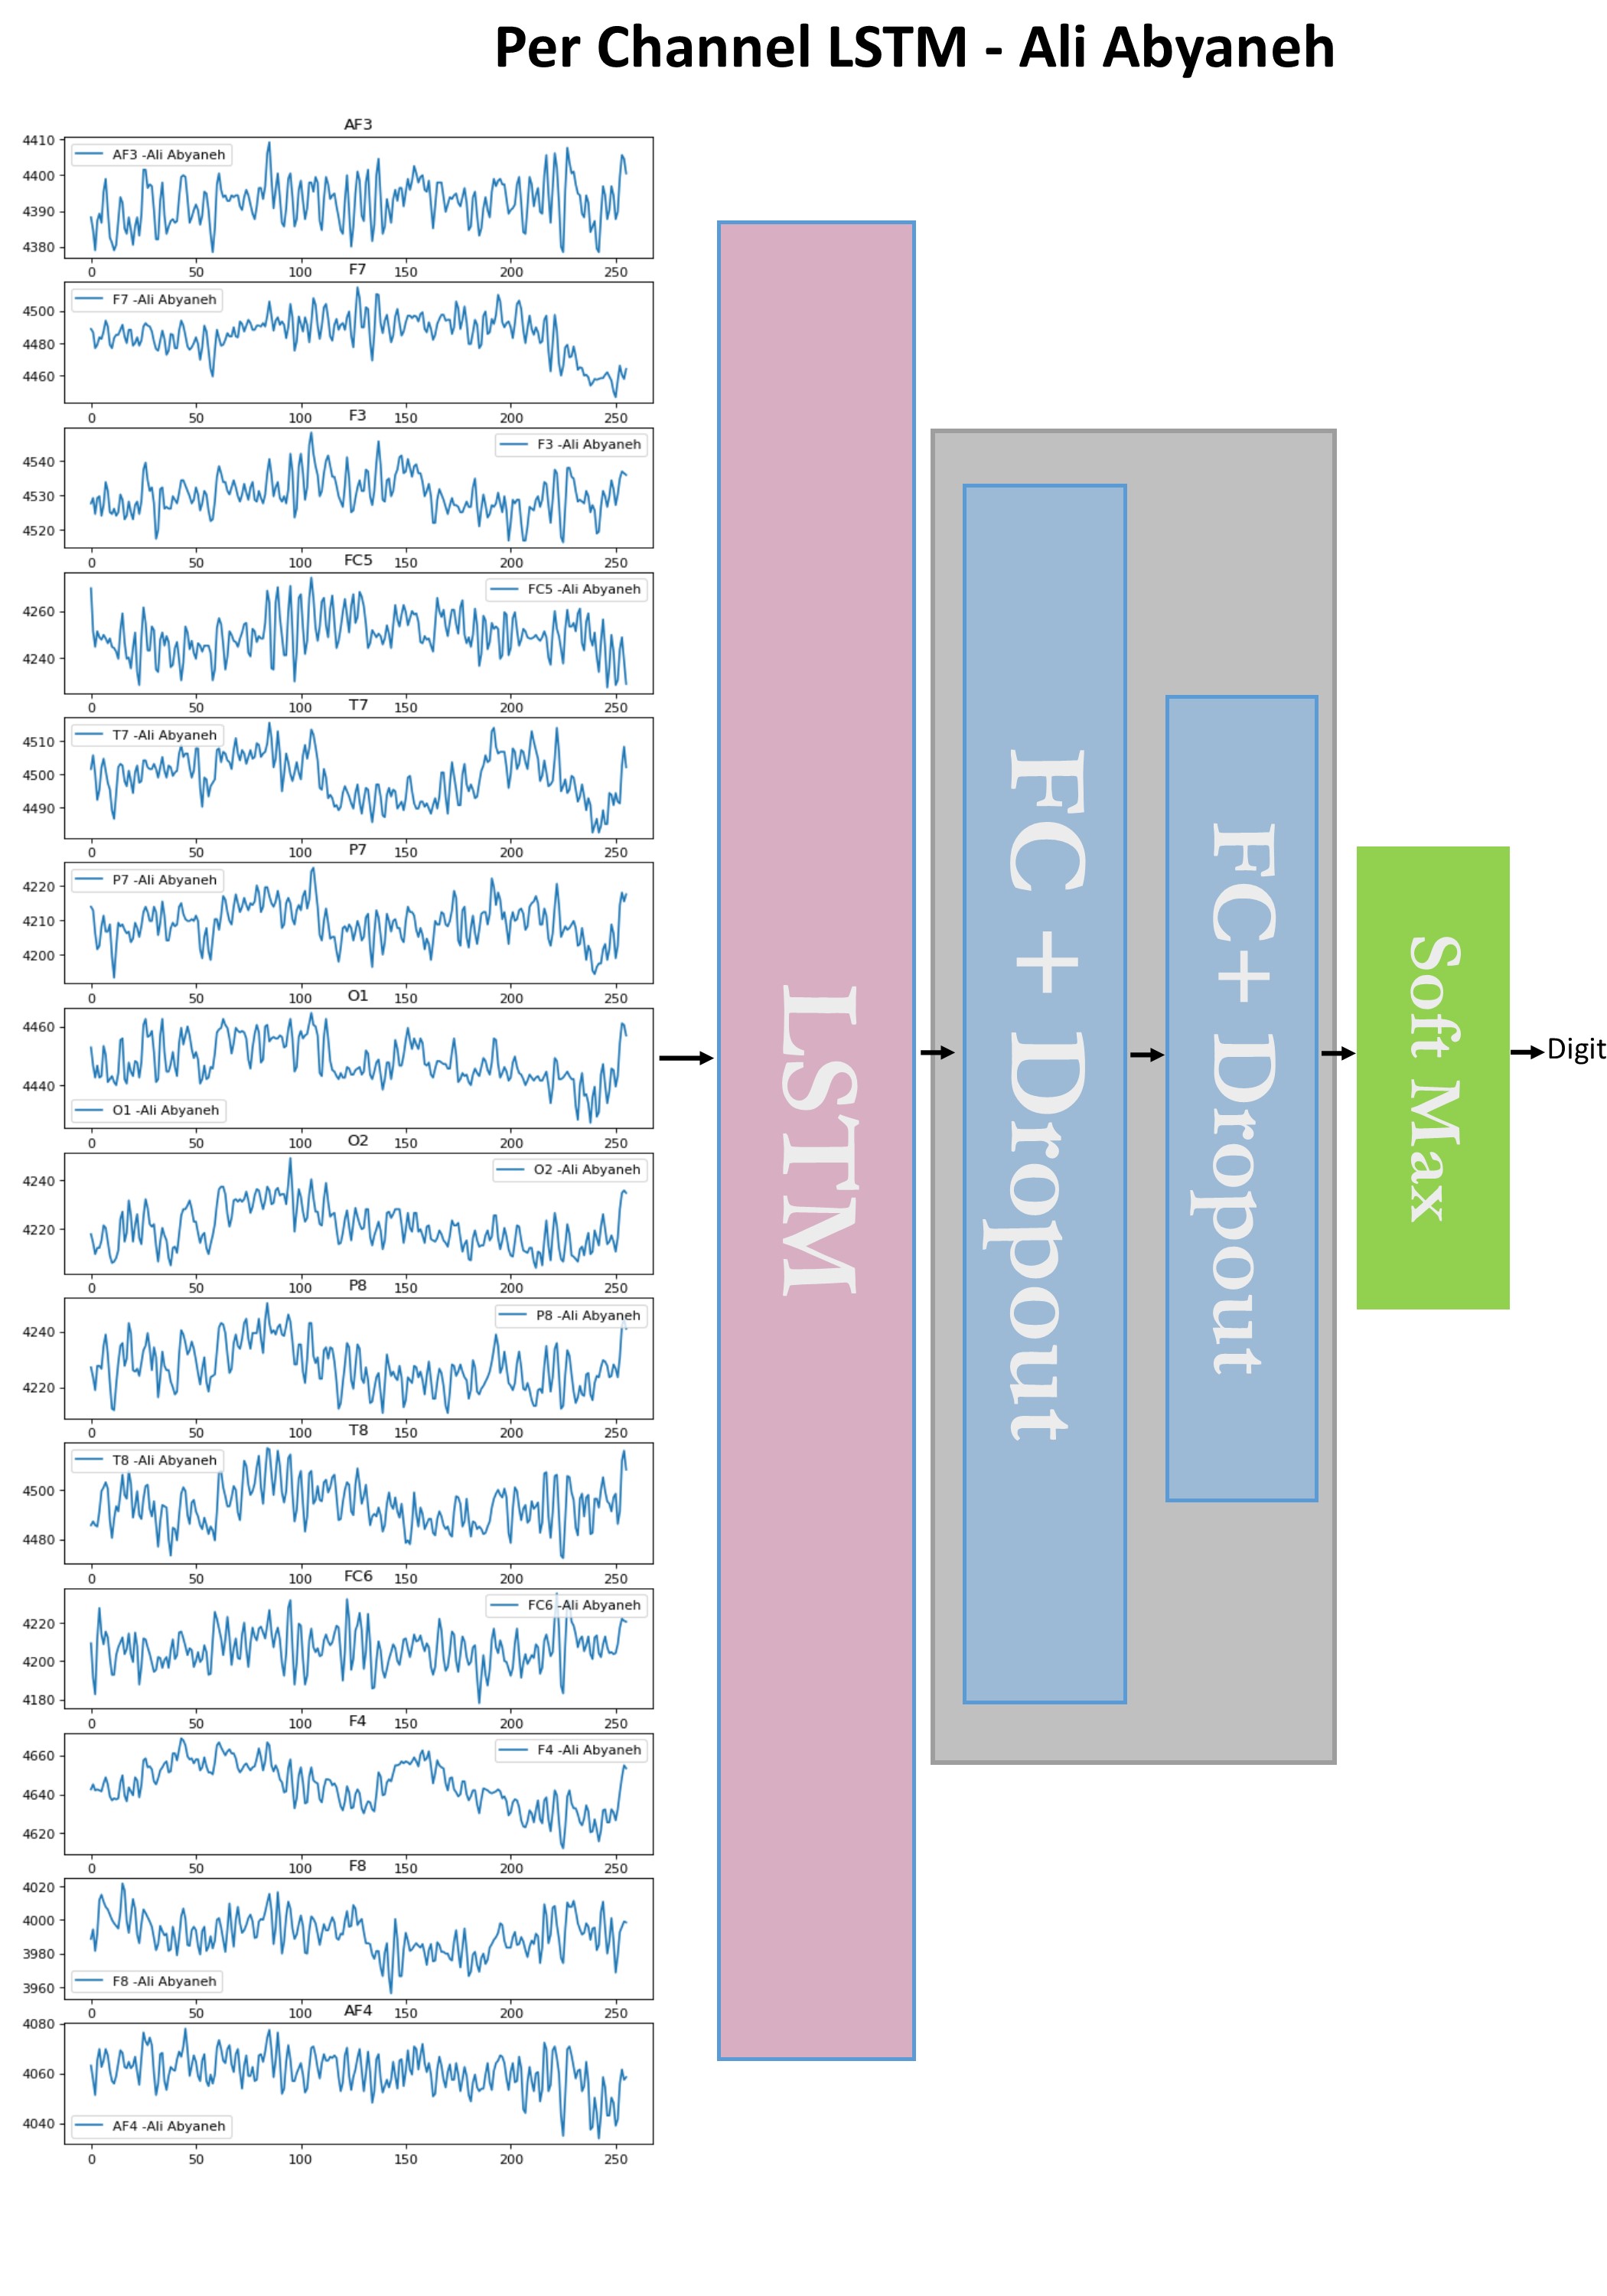 Per Channel LSTM - Ali Abyaneh
AF3
AF3 -Ali Abyaneh
4410
4400
4390
4380
0 50 100 150 200 250
F7
F7 -Ali Abyaneh
4500
4480
4460
0 50 100 150 200 250
F3
F3 -Ali Abyaneh
4540
4530
4520
0 50 100 150 200 250
FC5
FC5 -Ali Abyaneh
4260
4240
0 50 100 150 200 250
T7
T7 -Ali Abyaneh
4510
4500
4490
0 50 100 150 200 250
P7
P7 -Ali Abyaneh
4220
4210
4200
0 50 100 150 200 250
O1
4460
4440
O1 -Ali Abyaneh
0 50 100 150 200 250
O2
O2 -Ali Abyaneh
4240
4220
0 50 100 150 200 250
P8
P8 -Ali Abyaneh
4240
4220
0 50 100 150 200 250
T8
T8 -Ali Abyaneh
4500
4480
0 50 100 150 200 250
FC6
FC6 -Ali Abyaneh
4220
4200
4180
0 50 100 150 200 250
F4
F4 -Ali Abyaneh
4660
4640
4620
0 50 100 150 200 250
F8
4020
4000
3980
3960
F8 -Ali Abyaneh
0 50 100 150 200 250
AF4
4080
4060
4040
AF4 -Ali Abyaneh
0 50 100 150 200 250
LSTM
FC + Dropout
FC+ Dropout
Soft Max
Digit